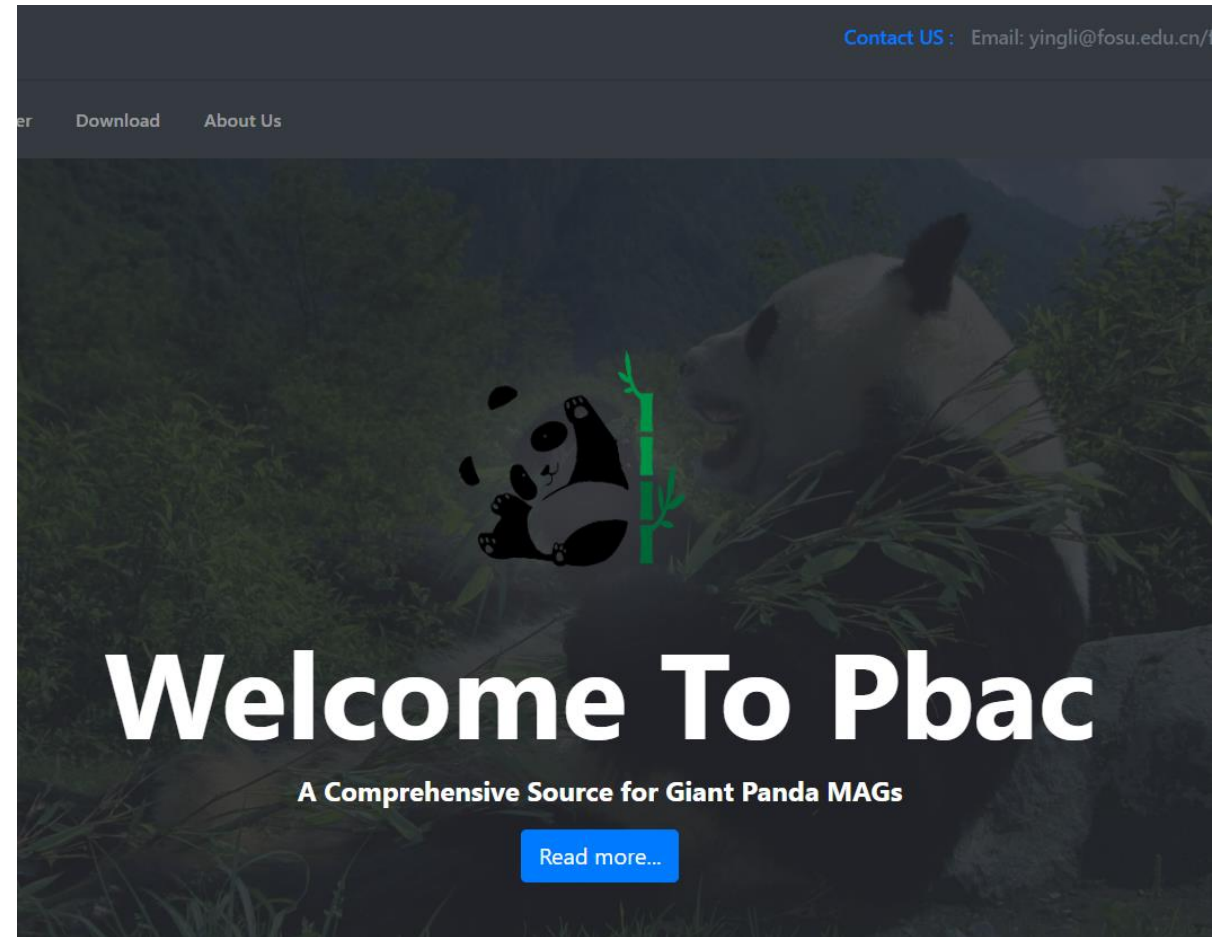 Contact US : Email: yingli@fosu.edu.cn/
er Download About Us
Welcome To Pbac
A Comprehensive Source for Giant Panda MAGs
Read more...